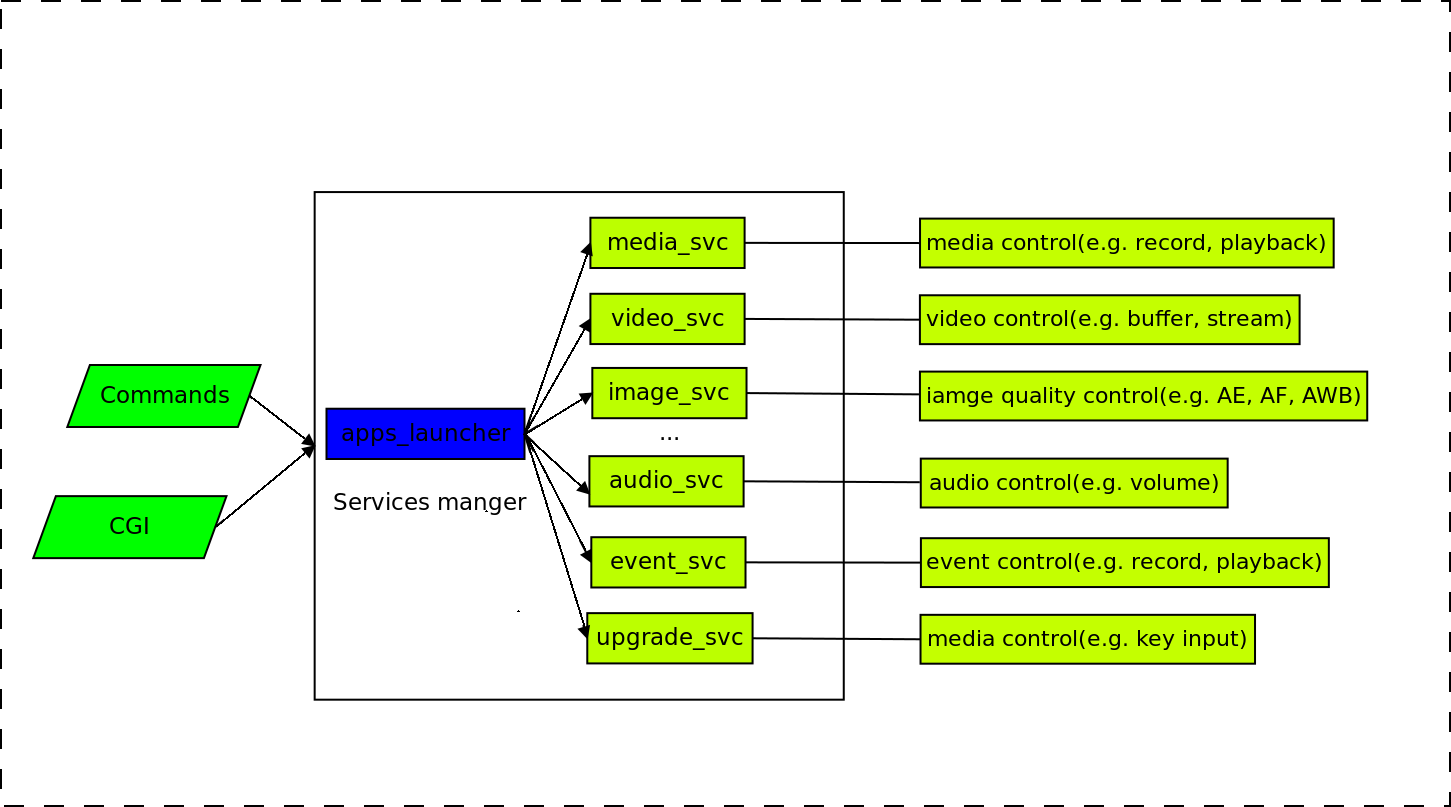 media_svc
media control(e.g. record, playback)
video_svc
video control(e.g. buffer, stream)
Commands
image_svc
iamge quality control(e.g. AE, AF, AWB)
apps_launcher
...
audio_svc
audio control(e.g. volume)
Services manger
CGI
event_svc
event control(e.g. record, playback)
upgrade_svc
media control(e.g. key input)